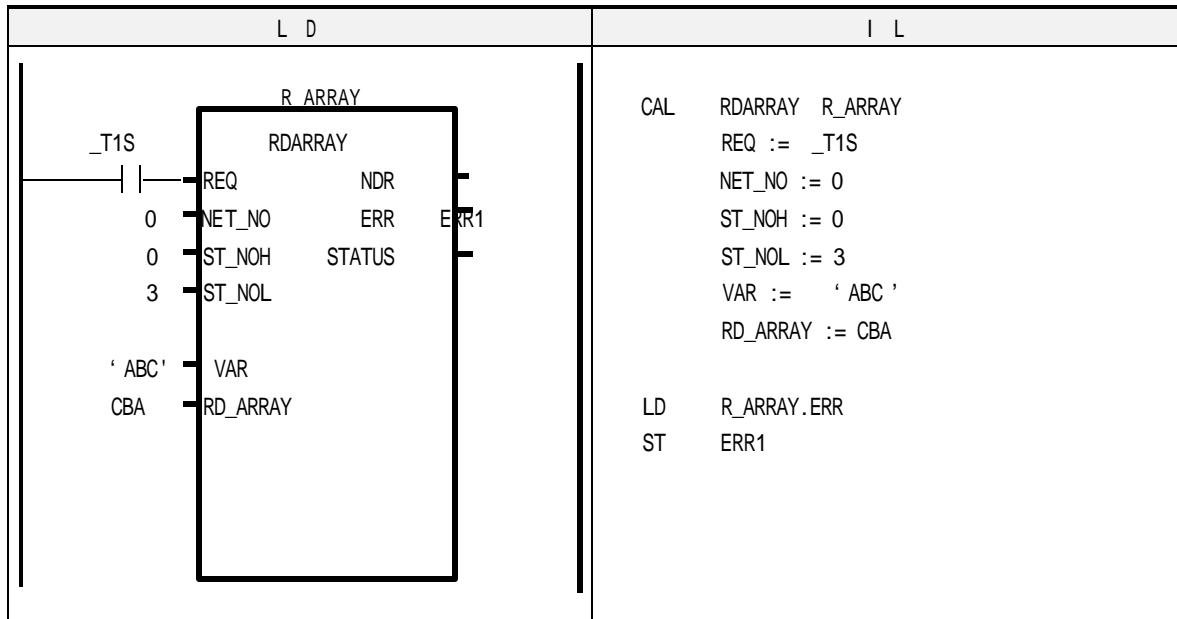 L D
I L
R ARRAY
RDARRAY
_T1S
REQ NDR
0 NET_NO ERR ERR1
0 ST_NOH STATUS
3 ST_NOL
‘ABC' VAR
CBA RD_ARRAY
CAL RDARRAY R_ARRAY
REQ := _T1S
NET_NO := 0
ST_NOH := 0
ST_NOL := 3
VAR := ‘ABC’
RD_ARRAY := CBA
LD R_ARRAY.ERR
ST ERR1